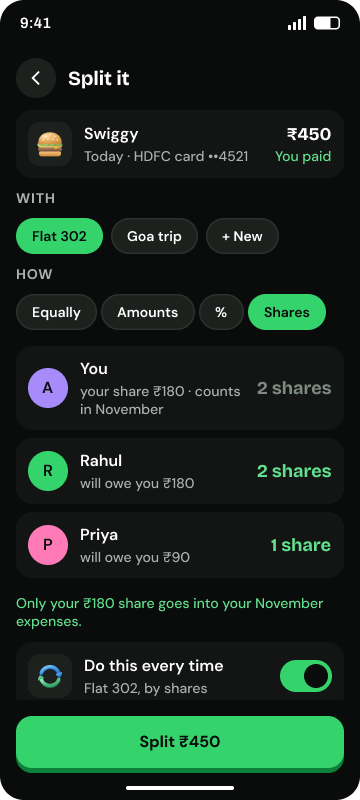 9:41
Split it
Swiggy
₹450
Today · HDFC card ••4521
You paid
WITH
Flat 302
Goa trip
+ New
HOW
Equally
Amounts
%
Shares
A
You
your share ₹180 · counts
in November
2 shares
R
Rahul
will owe you ₹180
2 shares
P
Priya
will owe you ₹90
1 share
Only your ₹180 share goes into your November
expenses.
Do this every time
Flat 302, by shares
Split ₹450